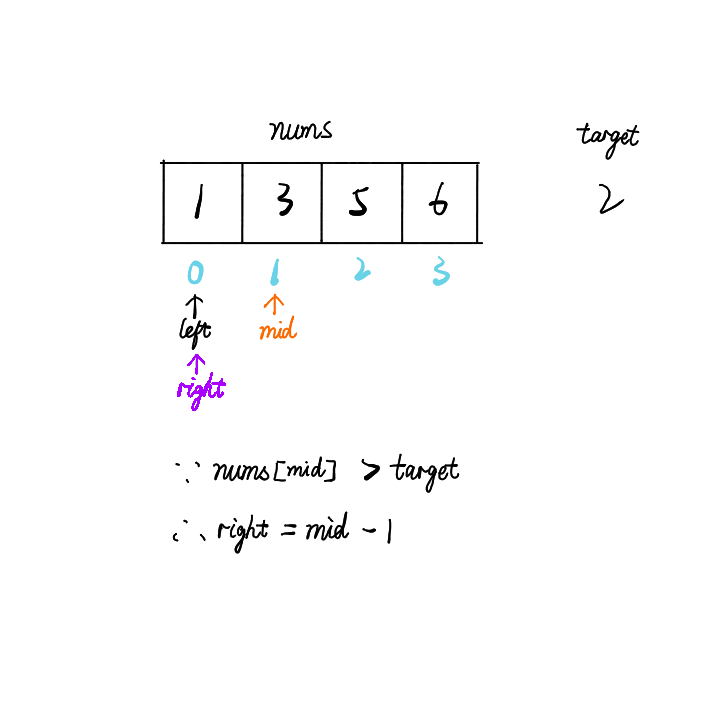 nums target
1 3 5 6 2
0 1 2 3
↑ ↑
left mid
↑
right
∵ nums[mid] > target
∴ right = mid - 1